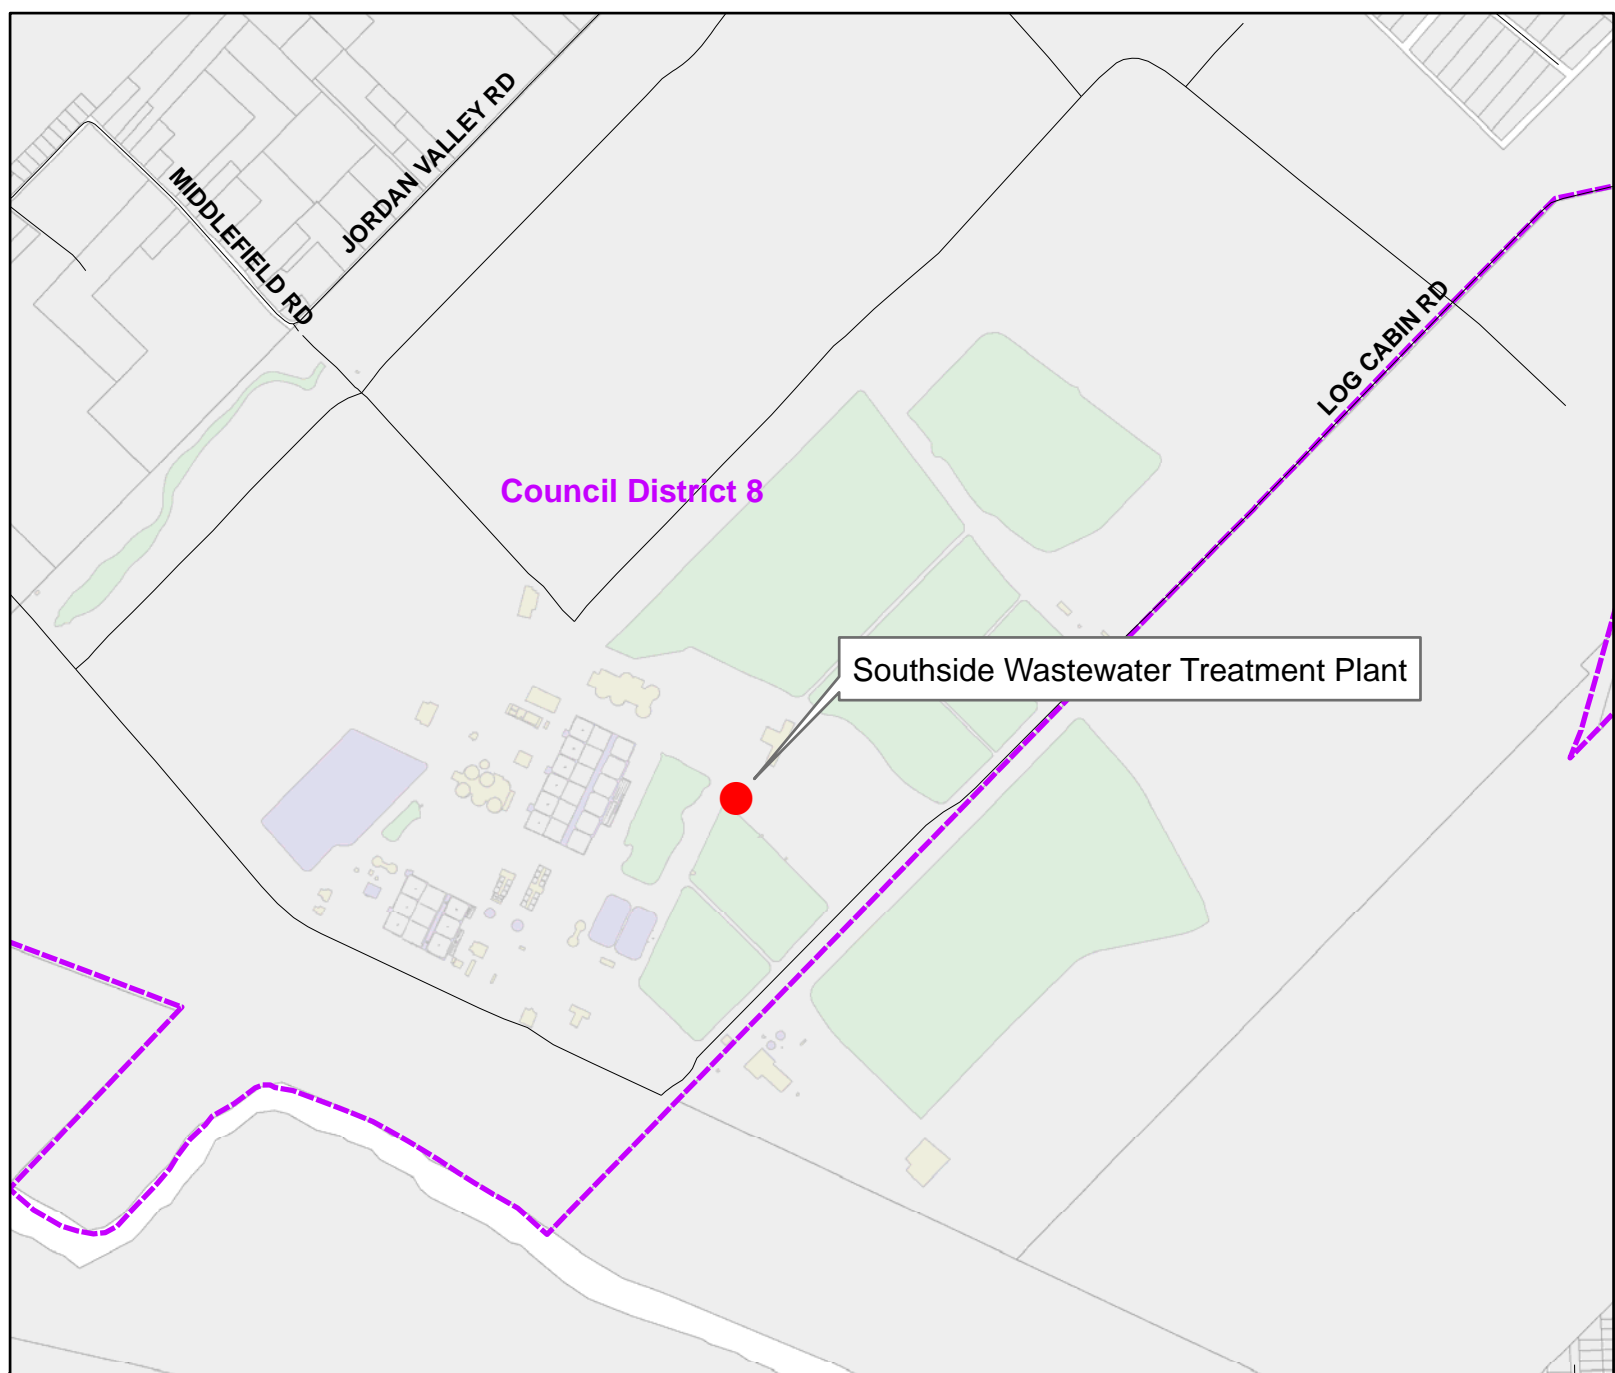 JORDAN VALLEY RD
MIDDLEFIELD RD
LOG CABIN RD
Council District 8
Southside Wastewater Treatment Plant